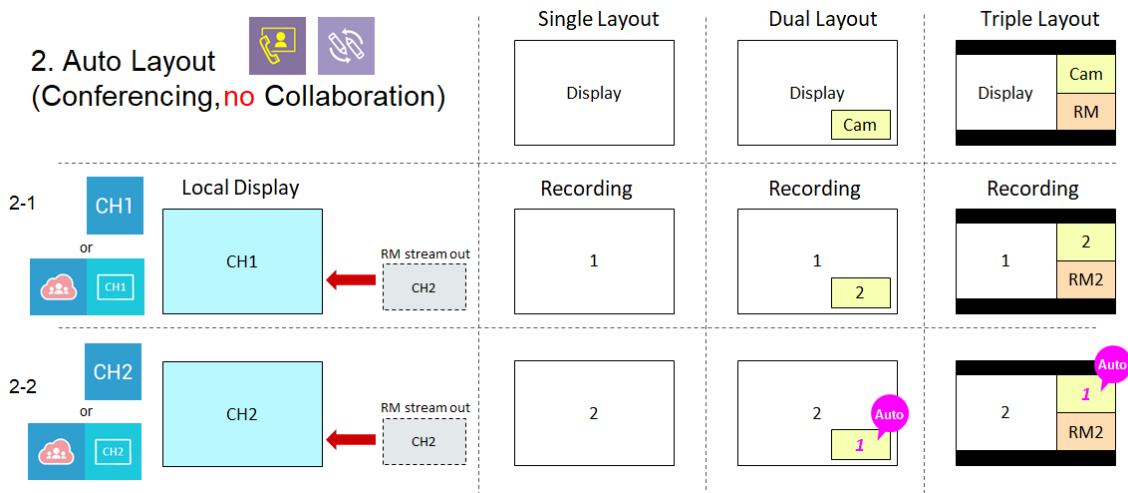 Single Layout
Dual Layout
Triple Layout
2. Auto Layout
(Conferencing,no Collaboration)
Display
Display
Cam
Display
Cam
RM
2-1
CH1
or
CH1
Local Display
CH1
RM stream out
CH2
Recording
1
Recording
1
2
Recording
1
2
RM2
2-2
CH2
or
CH2
CH2
RM stream out
CH2
2
2
Auto
1
2
Auto
1
RM2